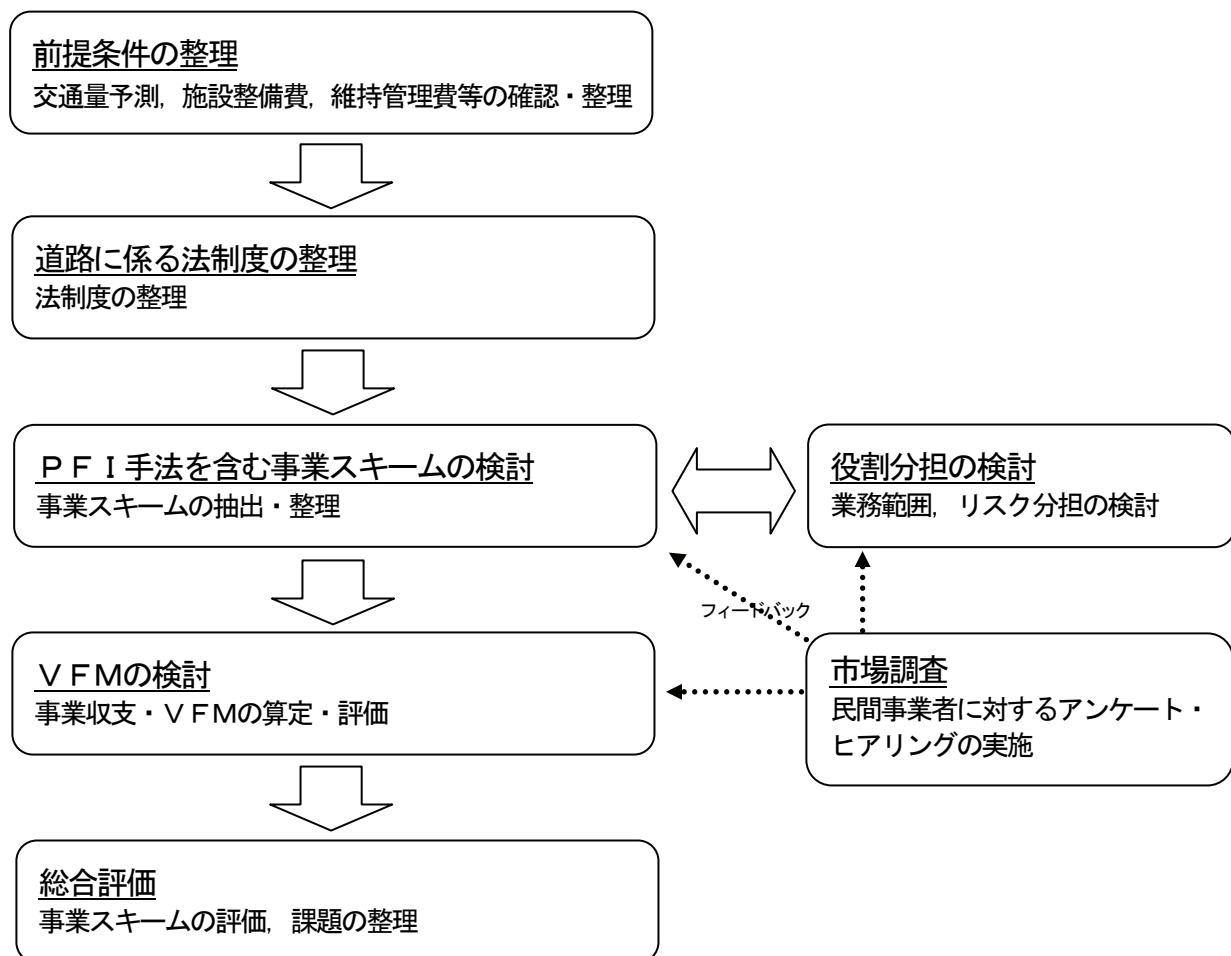 前提条件の整理
交通量予測，施設整備費，維持管理費等の確認・整理
道路に係る法制度の整理
法制度の整理
ＰＦＩ手法を含む事業スキームの検討
事業スキームの抽出・整理
役割分担の検討
業務範囲，リスク分担の検討
フィードバック
ＶＦＭの検討
事業収支・ＶＦＭの算定・評価
市場調査
民間事業者に対するアンケート・
ヒアリングの実施
総合評価
事業スキームの評価，課題の整理